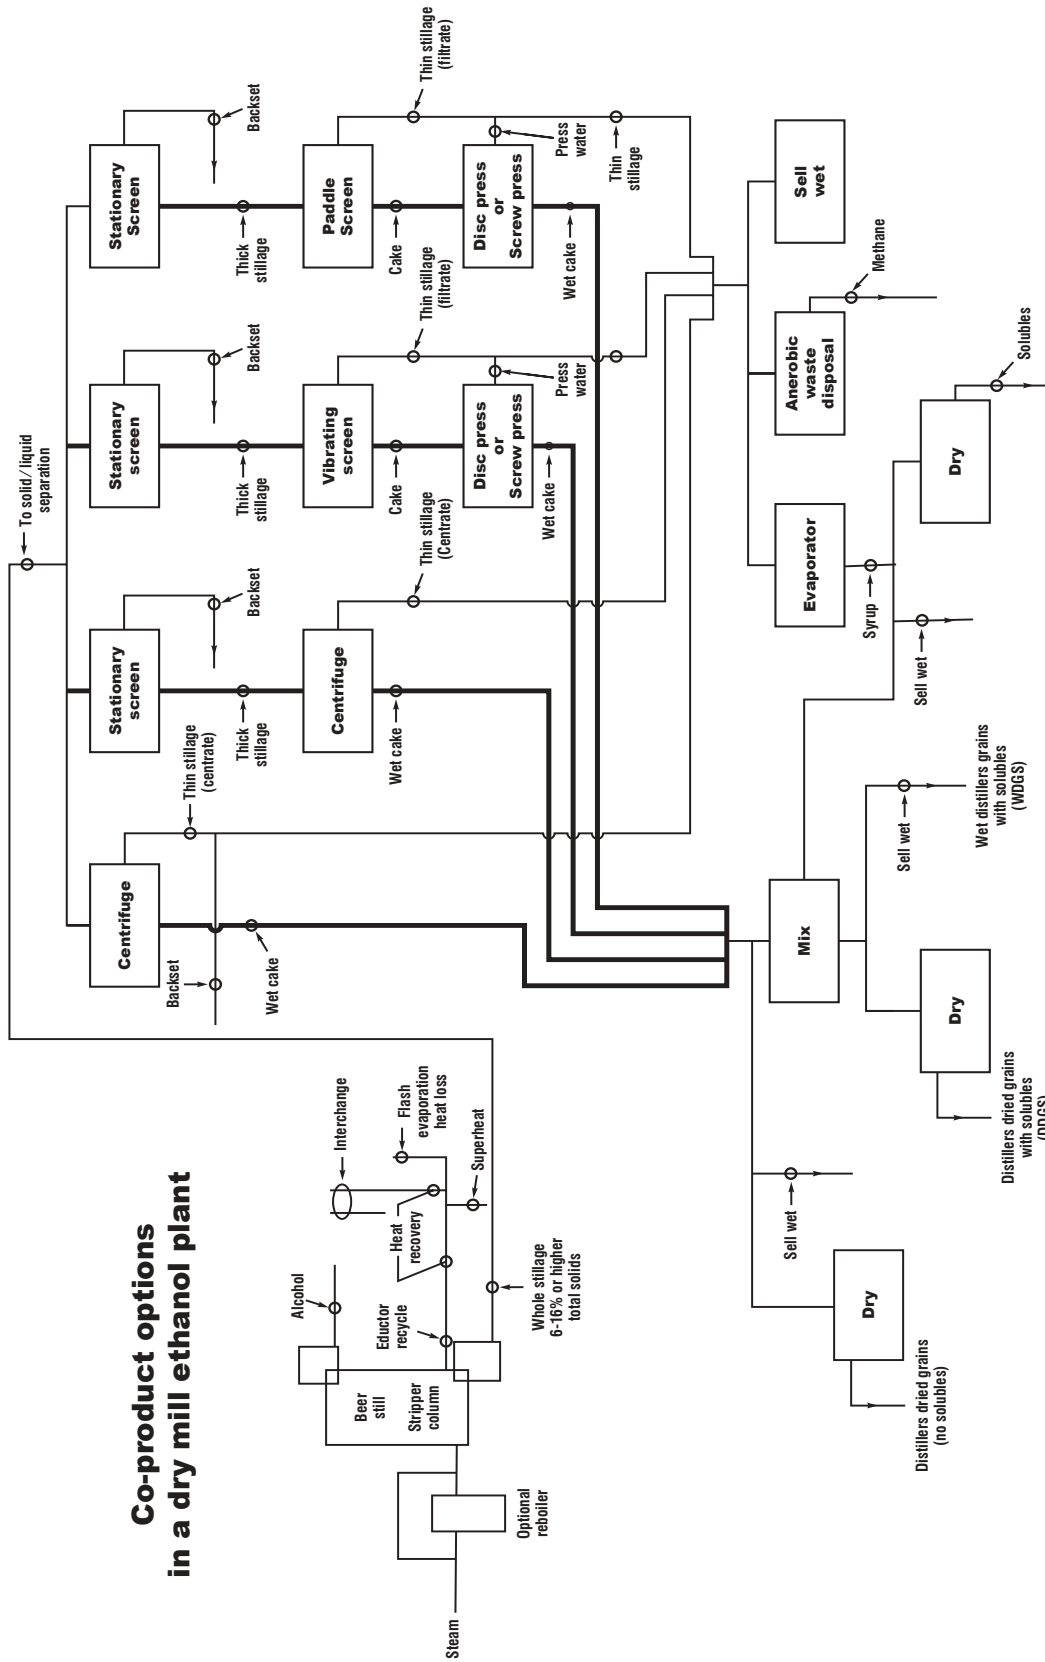 Co-product options
in a dry mill ethanol plant
Steam
Optional
reboiler
Beer
still
Stripper
column
Alcohol
Eductor
recycle
Heat
recovery
Interchange
Flash
evaporation
heat loss
Superheat
Whole stillage
6-16% or higher
total solids
To solid/liquid
separation
Centrifuge
Thin stillage
(centrate)
Backset
Wet cake
Stationary
screen
Backset
Thick
stillage
Centrifuge
Thin stillage
(Centrate)
Wet cake
Stationary
screen
Backset
Thick
stillage
Vibrating
screen
Thin stillage
(filtrate)
Cake
Disc press
or
Screw press
Press
water
Wet cake
Stationary
Screen
Backset
Thick
stillage
Paddle
Screen
Thin stillage
(filtrate)
Cake
Disc press
or
Screw press
Press
water
Thin
stillage
Wet cake
Evaporator
Syrup
Sell wet
Anerobic
waste
disposal
Methane
Sell
wet
Dry
Solubles
Mix
Sell wet
Wet distillers grains
with solubles
(WDGS)
Dry
Distillers dried grains
with solubles
(DDGS)
Sell wet
Dry
Distillers dried grains
(no solubles)